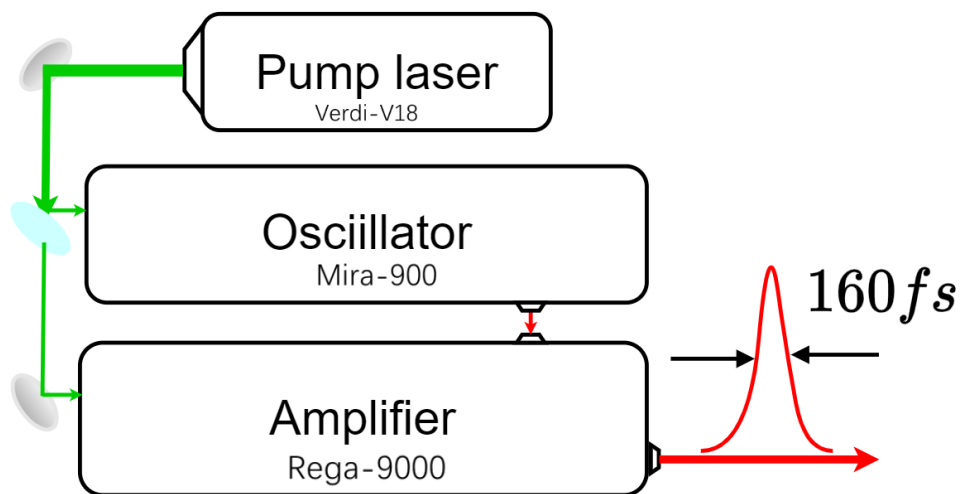 Pump laser
Verdi-V18
Osciillator
Mira-900
160fs
Amplifier
Rega-9000